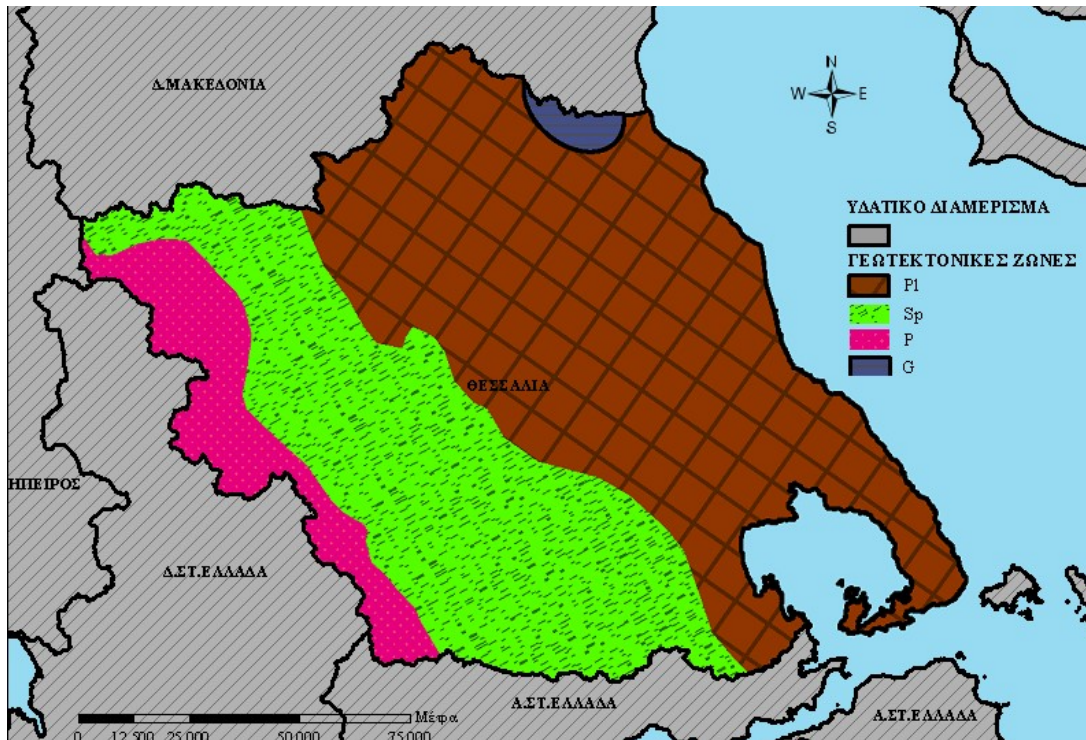 Δ.ΜΑΚΕΔΟΝΙΑ
N
W E
S
ΥΔΑΤΙΚΟ ΔΙΑΜΕΡΙΣΜΑ
ΓΕΩΤΕΚΤΟΝΙΚΕΣ ΖΩΝΕΣ
Pl
Sp
P
G
ΘΕΣΣΑΛΙΑ
ΗΠΕΙΡΟΣ
Δ.ΣΤ.ΕΛΛΑΔΑ
Α.ΣΤ.ΕΛΛΑΔΑ
Α.ΣΤ.ΕΛΛΑΔΑ
Μέτρα
0 12.500 25.000 50.000 75.000